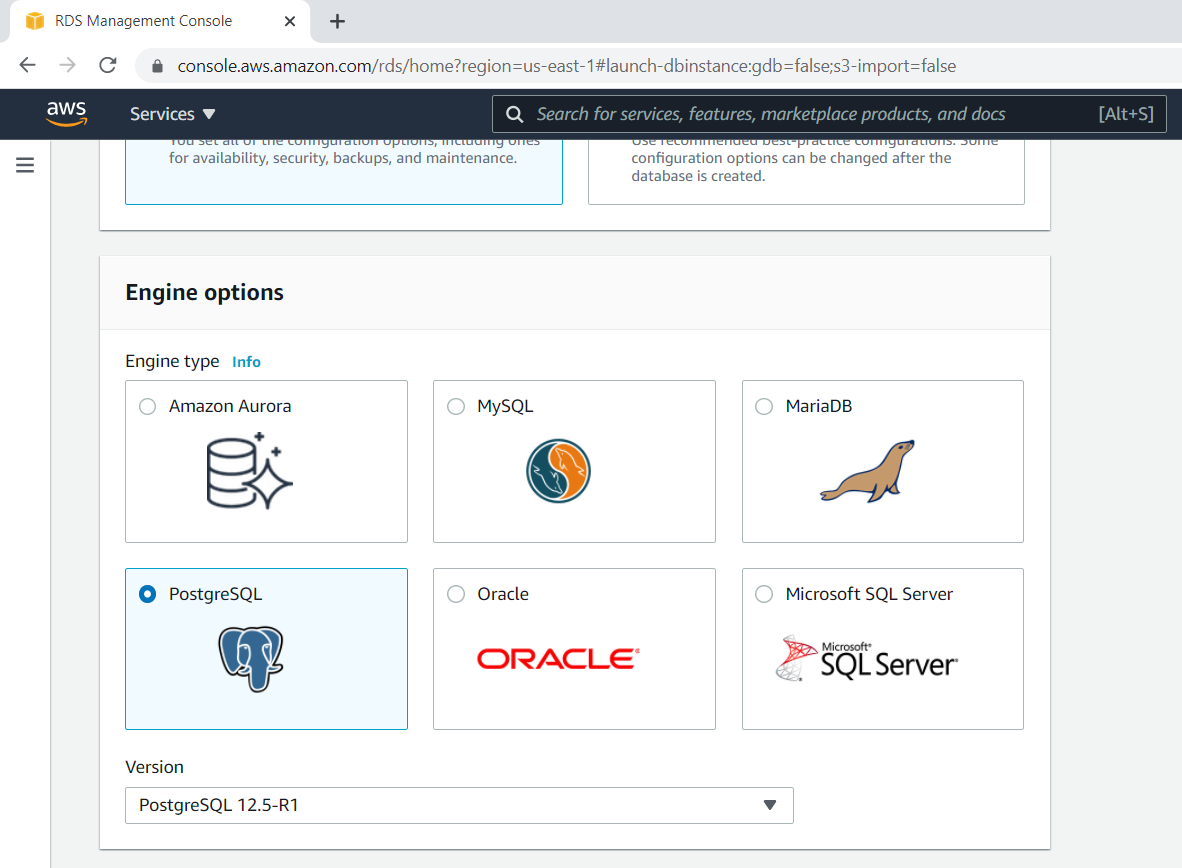 RDS Management Console
console.aws.amazon.com/rds/home?region=us-east-1#launch-dbinstance:gdb=false;s3-import=false
aws
Services
Search for services, features, marketplace products, and docs
[Alt+S]
You set all of the configuration options, including ones
for availability, security, backups, and maintenance.
Use recommended best-practice configurations. Some
configuration options can be changed after the
database is created.
Engine options
Engine type Info
Amazon Aurora
MySQL
MariaDB
PostgreSQL
Oracle
ORACLE®
Microsoft SQL Server
Microsoft®
SQL Server®
Version
PostgreSQL 12.5-R1